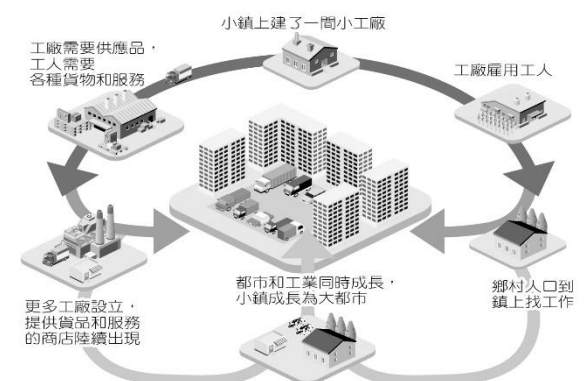 小鎮上建了一間小工廠
工廠需要供應品，
工人需要
各種貨物和服務
工廠雇用工人
都市和工業同時成長，
小鎮成長為大都市
鄉村人口到
鎮上找工作
更多工廠設立，
提供貨品和服務
的商店陸續出現